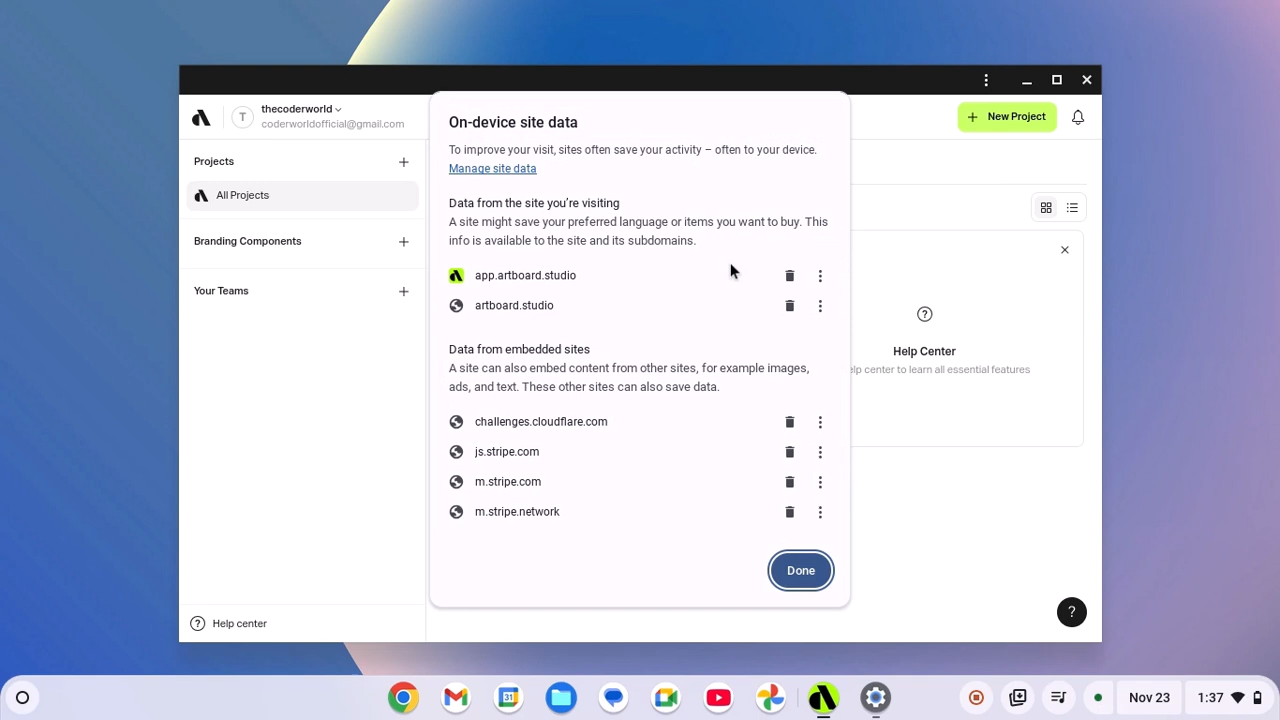 thecoderworld
coderworldofficial@gmail.com
T
New Project
Projects
All Projects
Branding Components
Your Teams
Help center
On-device site data
To improve your visit, sites often save your activity – often to your device.
Manage site data
Data from the site you're visiting
A site might save your preferred language or items you want to buy. This
info is available to the site and its subdomains.
app.artboard.studio
artboard.studio
Data from embedded sites
A site can also embed content from other sites, for example images,
ads, and text. These other sites can also save data.
challenges.cloudflare.com
js.stripe.com
m.stripe.com
m.stripe.network
Done
Help Center
center to learn all essential features
?
31
Nov 23
1:37